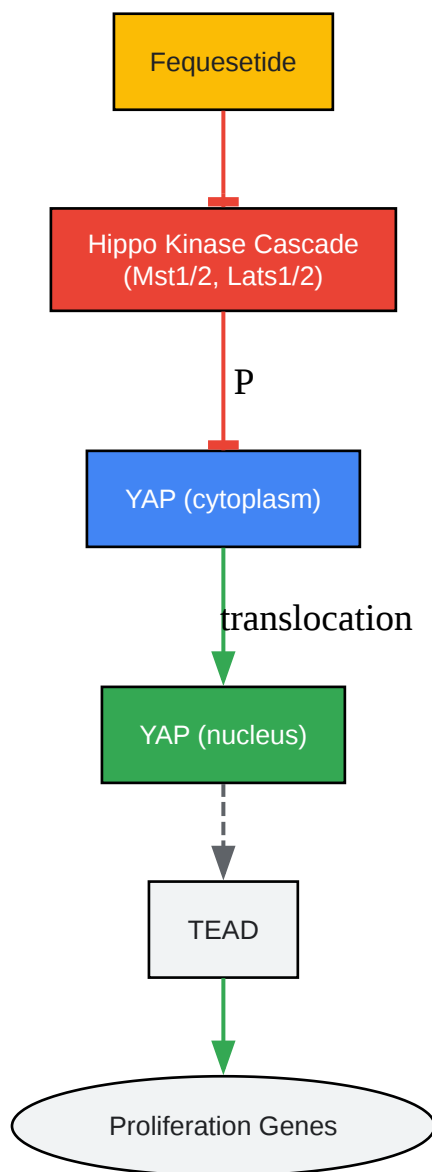 Fequesetide
Hippo Kinase Cascade
(Mst1/2, Lats1/2)
P
YAP (cytoplasm)
translocation
YAP (nucleus)
TEAD
Proliferation Genes